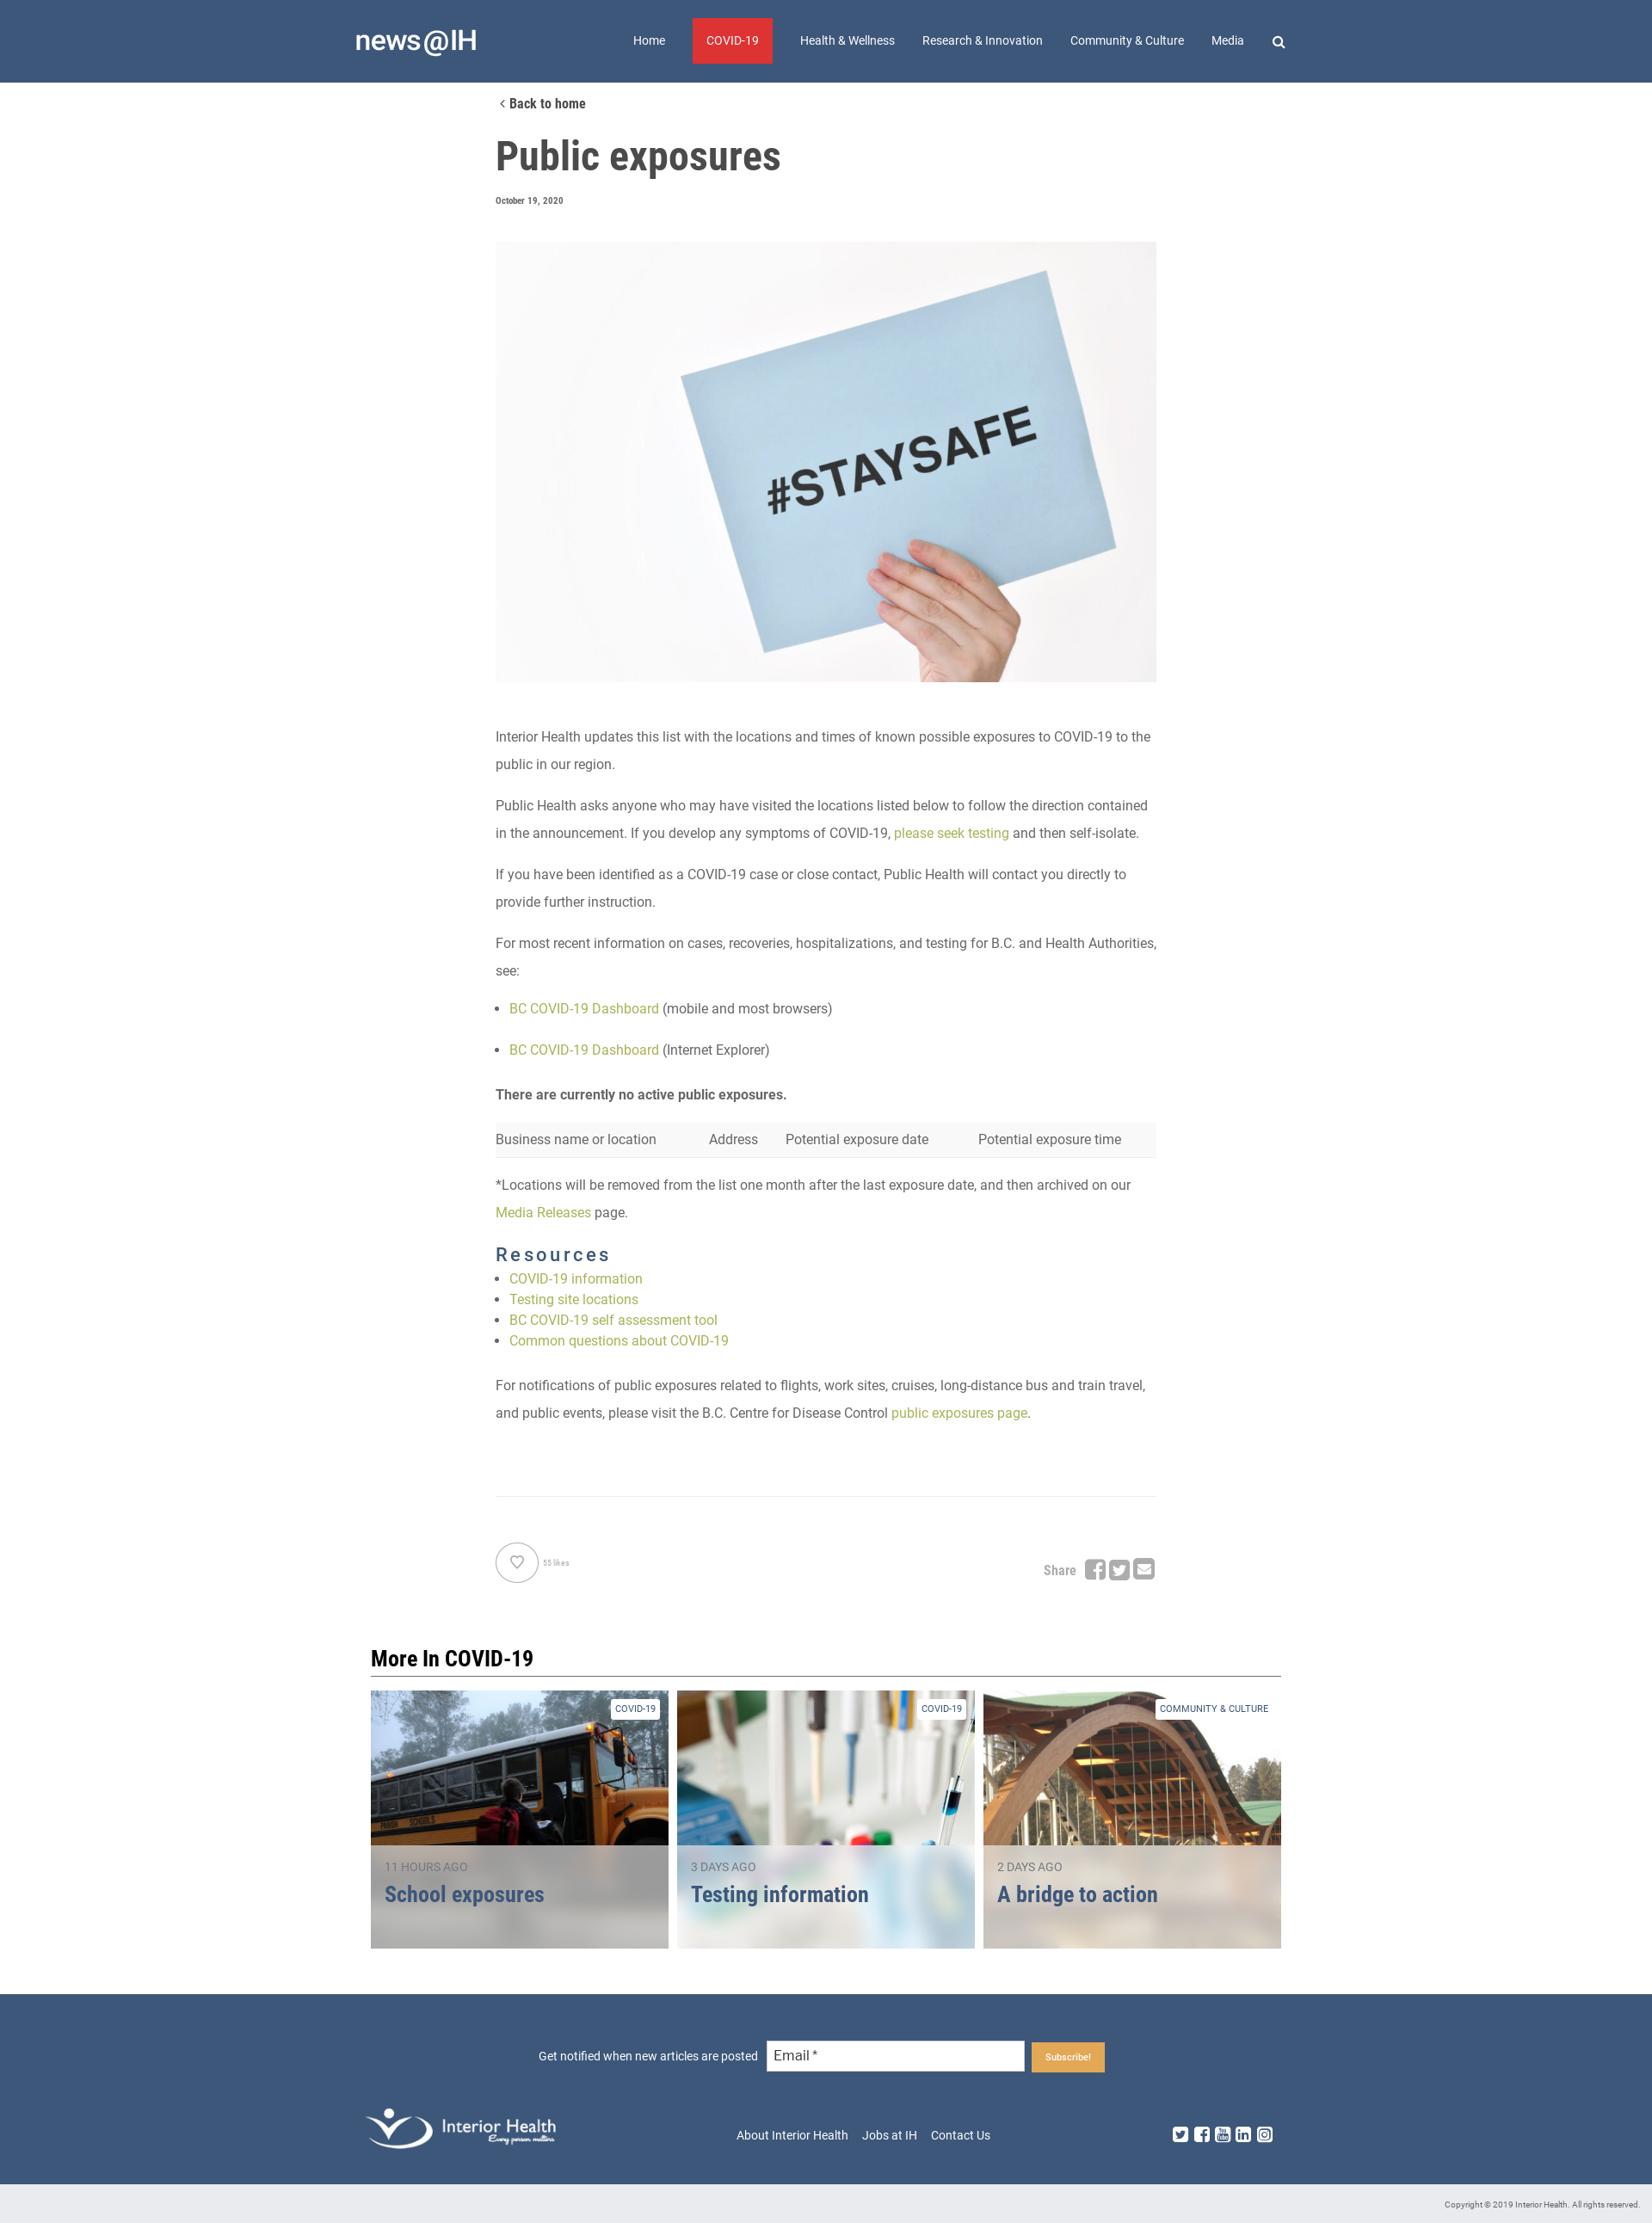 news@IH
Home COVID-19 Health & Wellness Research & Innovation Community & Culture Media
Back to home
Public exposures
October 19, 2020
#STAYSAFE
Interior Health updates this list with the locations and times of known possible exposures to COVID-19 to the
public in our region.
Public Health asks anyone who may have visited the locations listed below to follow the direction contained
in the announcement. If you develop any symptoms of COVID-19, please seek testing and then self-isolate.
If you have been identified as a COVID-19 case or close contact, Public Health will contact you directly to
provide further instruction.
For most recent information on cases, recoveries, hospitalizations, and testing for B.C. and Health Authorities,
see:
BC COVID-19 Dashboard (mobile and most browsers)
BC COVID-19 Dashboard (Internet Explorer)
There are currently no active public exposures.
Business name or location Address Potential exposure date Potential exposure time
*Locations will be removed from the list one month after the last exposure date, and then archived on our
Media Releases page.
Resources
COVID-19 information
Testing site locations
BC COVID-19 self assessment tool
Common questions about COVID-19
For notifications of public exposures related to flights, work sites, cruises, long-distance bus and train travel,
and public events, please visit the B.C. Centre for Disease Control public exposures page.
55 likes
Share
More In COVID-19
COVID-19
PARISH SCHOOLS
11 HOURS AGO
School exposures
COVID-19
3 DAYS AGO
Testing information
COMMUNITY & CULTURE
2 DAYS AGO
A bridge to action
Get notified when new articles are posted Email * Subscribe!
Interior Health
Every person matters
About Interior Health Jobs at IH Contact Us
Copyright © 2019 Interior Health. All rights reserved.